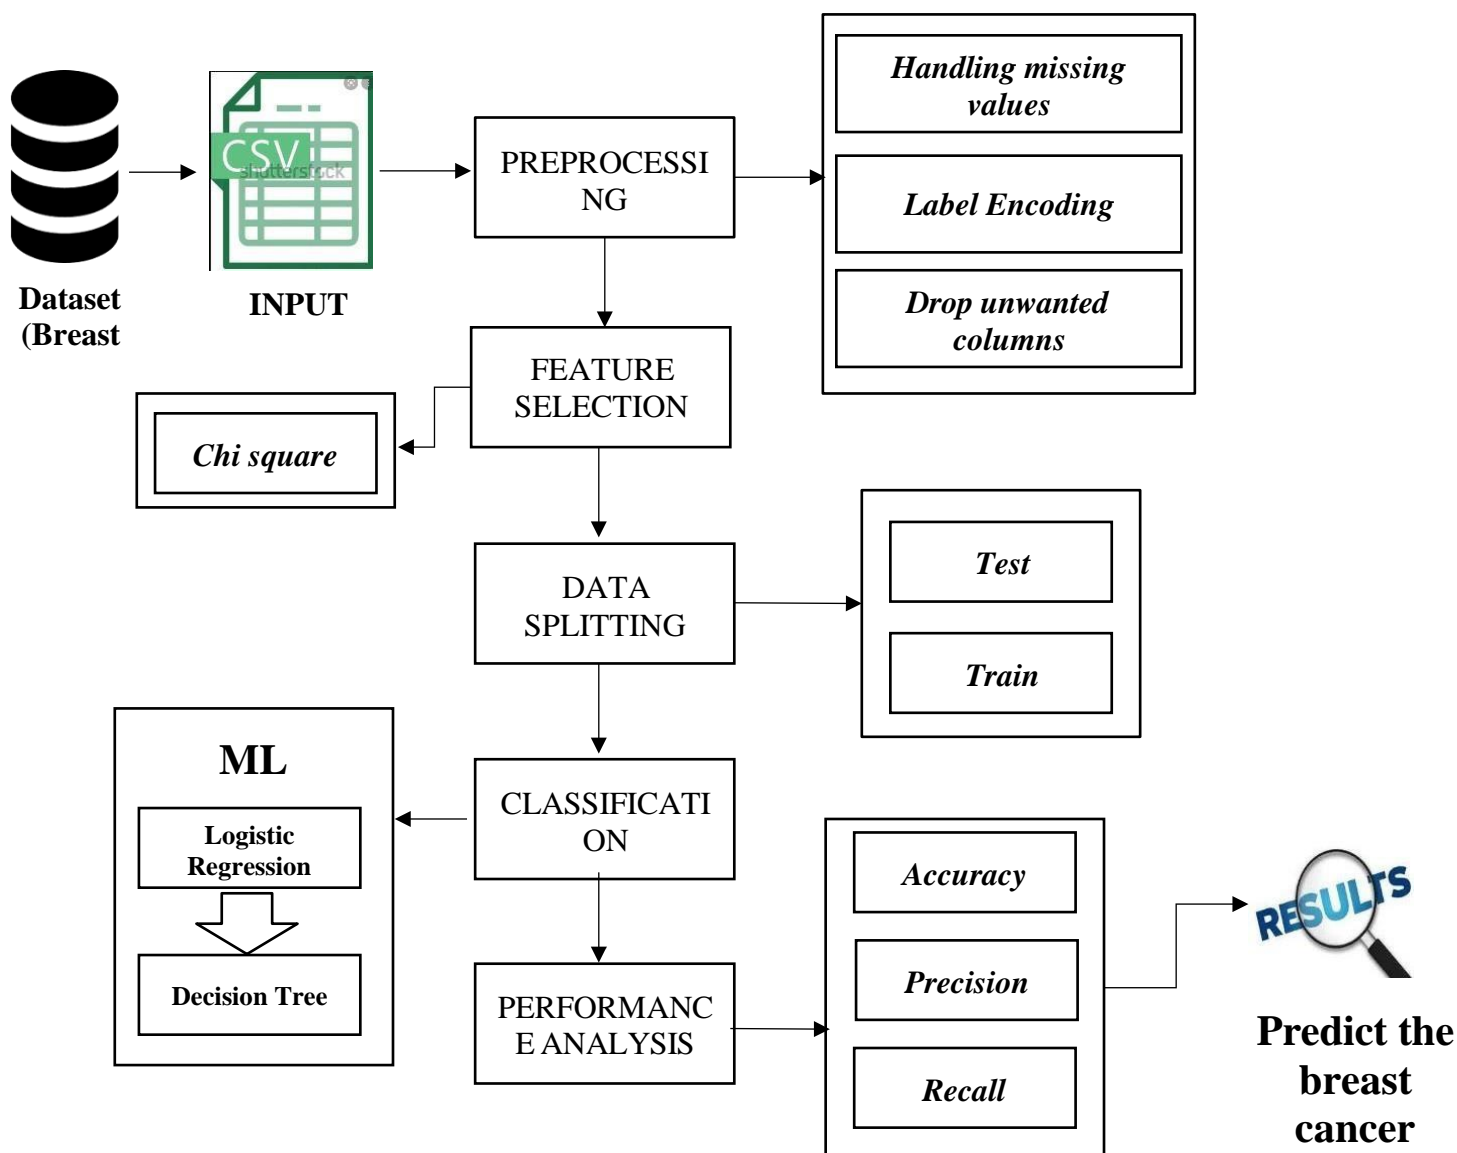 Dataset
(Breast
CSV
shutterstock
INPUT
PREPROCESSI
NG
Handling missing
values
Label Encoding
Drop unwanted
columns
FEATURE
SELECTION
Chi square
DATA
SPLITTING
Test
Train
CLASSIFICATI
ON
ML
Logistic
Regression
Decision Tree
PERFORMANC
E ANALYSIS
Accuracy
Precision
Recall
RESULTS
Predict the
breast
cancer